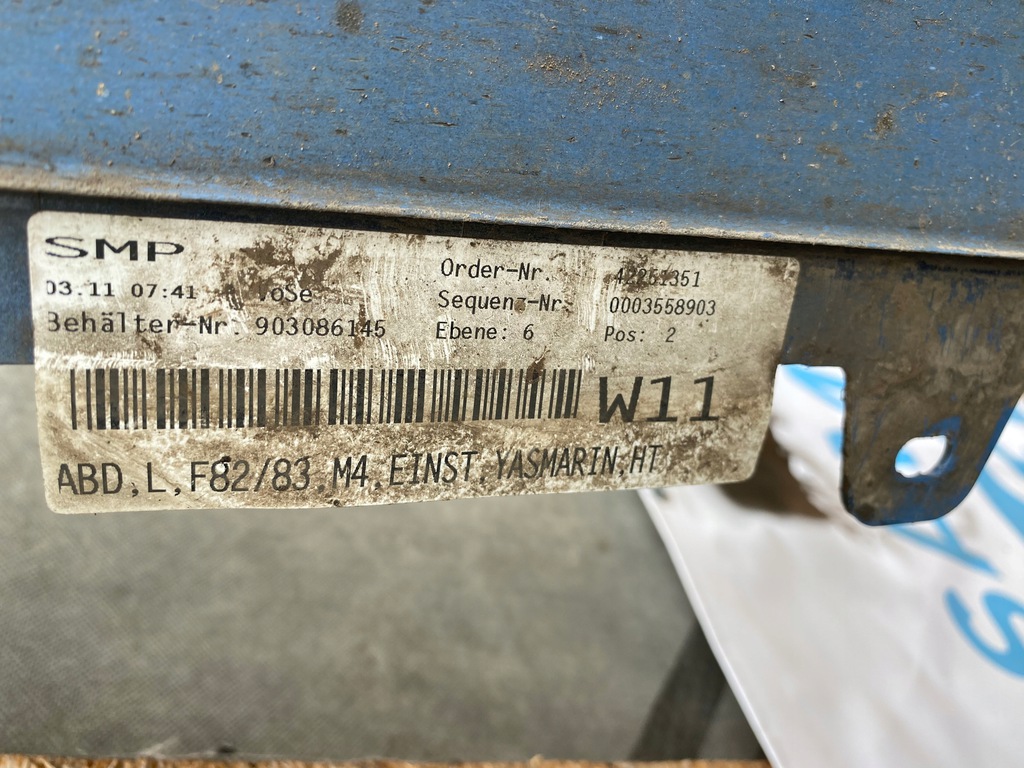 SMP
03.11 07:41 VoSe
Behälter-Nr. 903086145
Order-Nr. 42251351
Sequenz-Nr. 0003558903
Ebene: 6 Pos: 2
W11
ABD,L,F82/83,M4,EINST,YASMARIN,HT